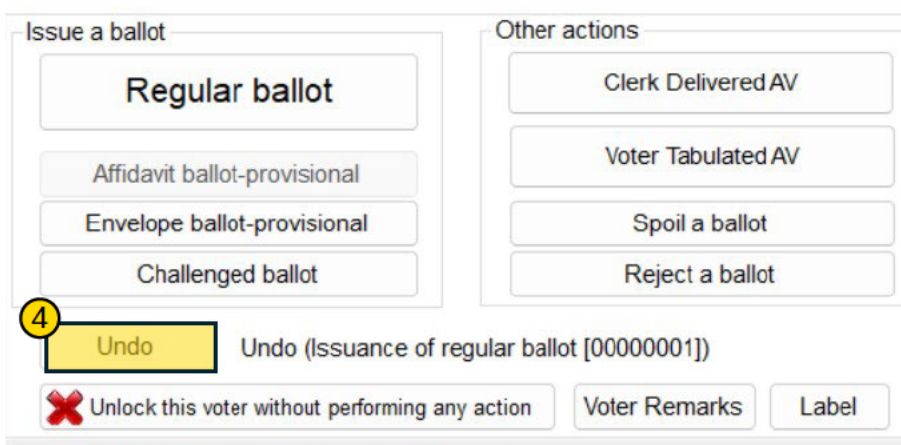 Issue a ballot
Regular ballot
Affidavit ballot-provisional
Envelope ballot-provisional
Challenged ballot
Other actions
Clerk Delivered AV
Voter Tabulated AV
Spoil a ballot
Reject a ballot
4
Undo Undo (Issuance of regular ballot [00000001])
Unlock this voter without performing any action Voter Remarks Label